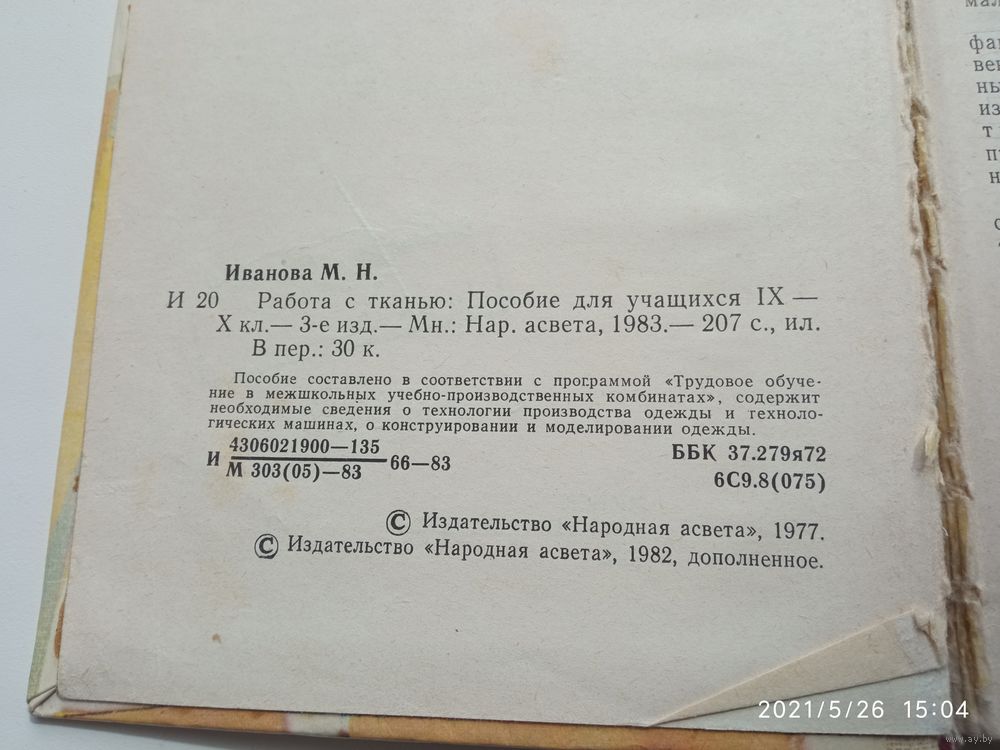 Иванова М. Н.
И 20 Работа с тканью: Пособие для учащихся IX —
X кл.— 3-е изд.— Мн.: Нар. асвета, 1983.— 207 с., ил.
В пер.: 30 к.
Пособие составлено в соответствии с программой «Трудовое обуче-
ние в межшкольных учебно-производственных комбинатах», содержит
необходимые сведения о технологии производства одежды и техноло-
гических машинах, о конструировании и моделировании одежды.
И 4306021900—135
М 303(05)—83
66—83
ББК 37.279я72
6С9.8(075)
© Издательство «Народная асвета», 1977.
© Издательство «Народная асвета», 1982, дополненное.
2021/5/26 15:04
www.ay.by